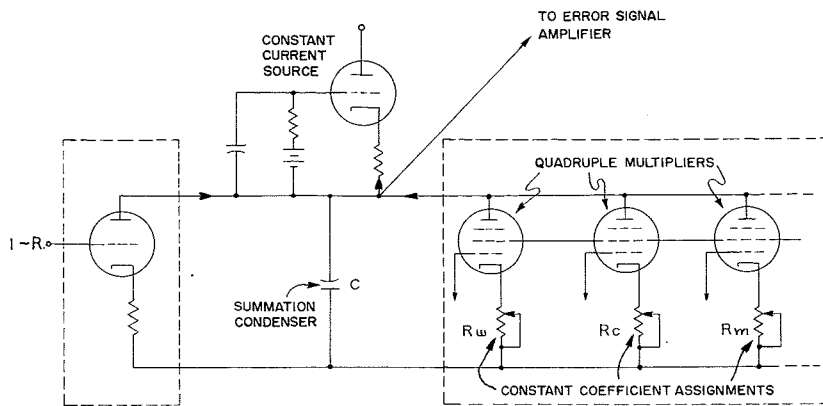 TO ERROR SIGNAL
AMPLIFIER
CONSTANT
CURRENT
SOURCE
QUADRUPLE MULTIPLIERS
1~R.
C
SUMMATION
CONDENSER
Rw
Rc
Rm
CONSTANT COEFFICIENT ASSIGNMENTS